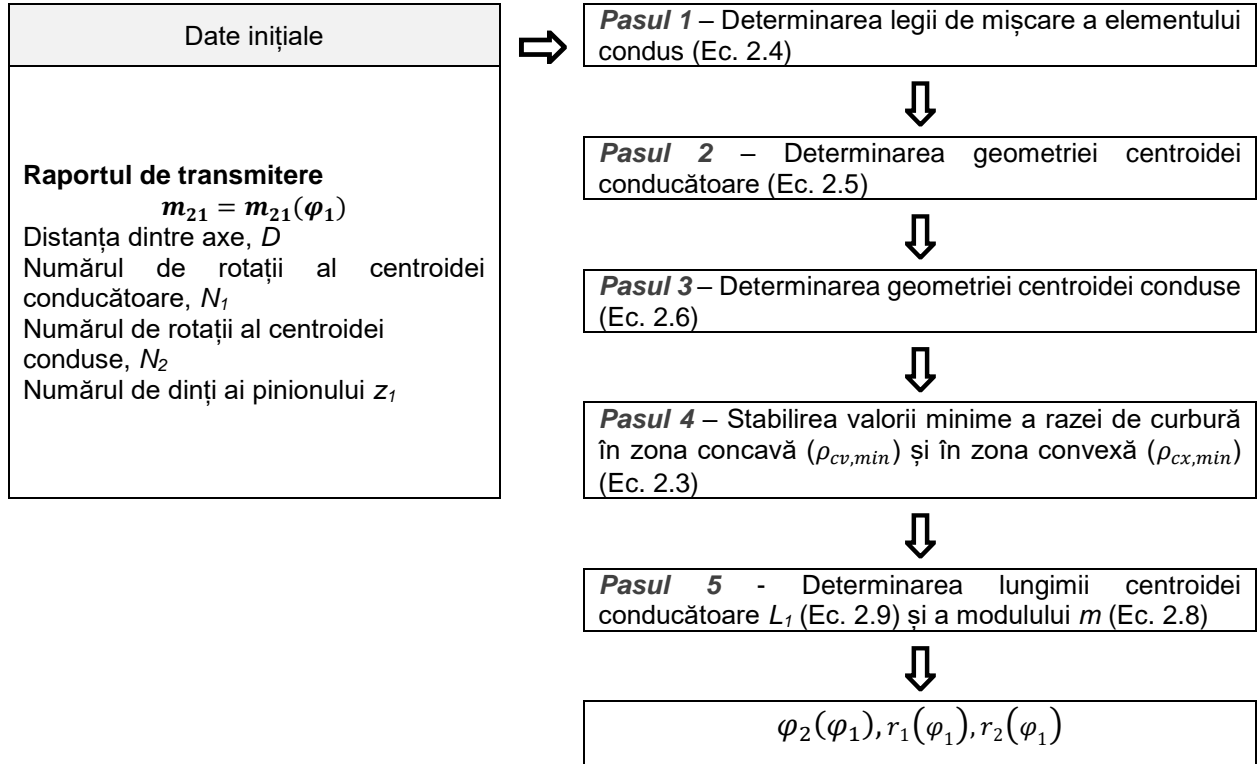 Date inițiale
Raportul de transmitere
m₂₁ = m₂₁(φ₁)
Distanța dintre axe, D
Numărul de rotații al centroidei
conducătoare, N₁
Numărul de rotații al centroidei
conduse, N₂
Numărul de dinți ai pinionului z₁
Pasul 1 – Determinarea legii de mișcare a elementului
condus (Ec. 2.4)
Pasul 2 – Determinarea geometriei centroidei
conducătoare (Ec. 2.5)
Pasul 3 – Determinarea geometriei centroidei conduse
(Ec. 2.6)
Pasul 4 – Stabilirea valorii minime a razei de curbură
în zona concavă (ρcv,min) și în zona convexă (ρcx,min)
(Ec. 2.3)
Pasul 5 - Determinarea lungimii centroidei
conducătoare L₁ (Ec. 2.9) și a modulului m (Ec. 2.8)
φ₂(φ₁), r₁(φ₁), r₂(φ₁)